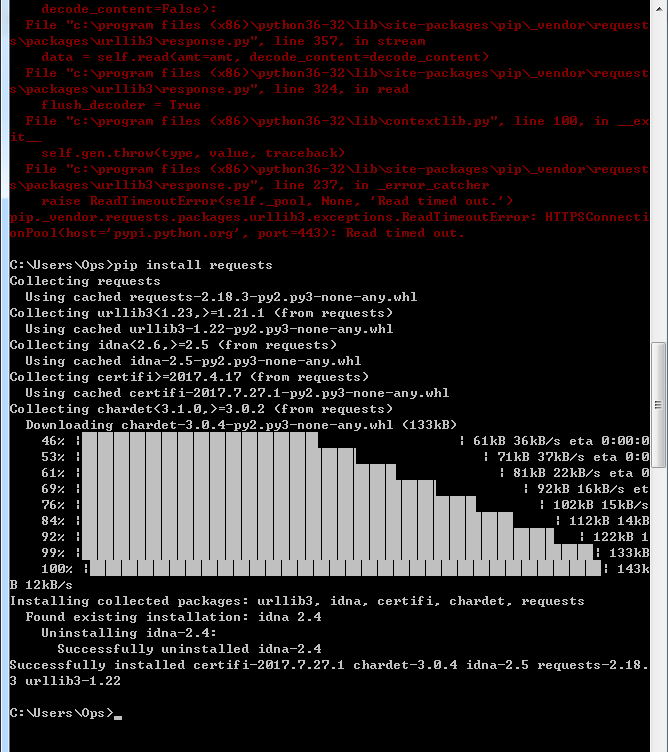 decode_content=False):
  File "c:\program files (x86)\python36-32\lib\site-packages\pip\_vendor\request
s\packages\urllib3\response.py", line 357, in stream
    data = self.read(amt=amt, decode_content=decode_content)
  File "c:\program files (x86)\python36-32\lib\site-packages\pip\_vendor\request
s\packages\urllib3\response.py", line 324, in read
    flush_decoder = True
  File "c:\program files (x86)\python36-32\lib\contextlib.py", line 100, in __ex
it__
    self.gen.throw(type, value, traceback)
  File "c:\program files (x86)\python36-32\lib\site-packages\pip\_vendor\request
s\packages\urllib3\response.py", line 237, in _error_catcher
    raise ReadTimeoutError(self._pool, None, 'Read timed out.')
pip._vendor.requests.packages.urllib3.exceptions.ReadTimeoutError: HTTPSConnecti
onPool(host='pypi.python.org', port=443): Read timed out.

C:\Users\Ops>pip install requests
Collecting requests
  Using cached requests-2.18.3-py2.py3-none-any.whl
Collecting urllib3<1.23,>=1.21.1 (from requests)
  Using cached urllib3-1.22-py2.py3-none-any.whl
Collecting idna<2.6,>=2.5 (from requests)
  Using cached idna-2.5-py2.py3-none-any.whl
Collecting certifi>=2017.4.17 (from requests)
  Using cached certifi-2017.7.27.1-py2.py3-none-any.whl
Collecting chardet<3.1.0,>=3.0.2 (from requests)
  Downloading chardet-3.0.4-py2.py3-none-any.whl (133kB)
    46% | | 61kB 36kB/s eta 0:00:0
    53% | | 71kB 37kB/s eta 0:0
    61% | | 81kB 22kB/s eta 0
    69% | | 92kB 16kB/s et
    76% | | 102kB 15kB/s
    84% | | 112kB 14kB
    92% | | 122kB 1
    99% | | 133kB
    100% | | 143k
B 12kB/s
Installing collected packages: urllib3, idna, certifi, chardet, requests
  Found existing installation: idna 2.4
    Uninstalling idna-2.4:
      Successfully uninstalled idna-2.4
Successfully installed certifi-2017.7.27.1 chardet-3.0.4 idna-2.5 requests-2.18.
3 urllib3-1.22

C:\Users\Ops>_